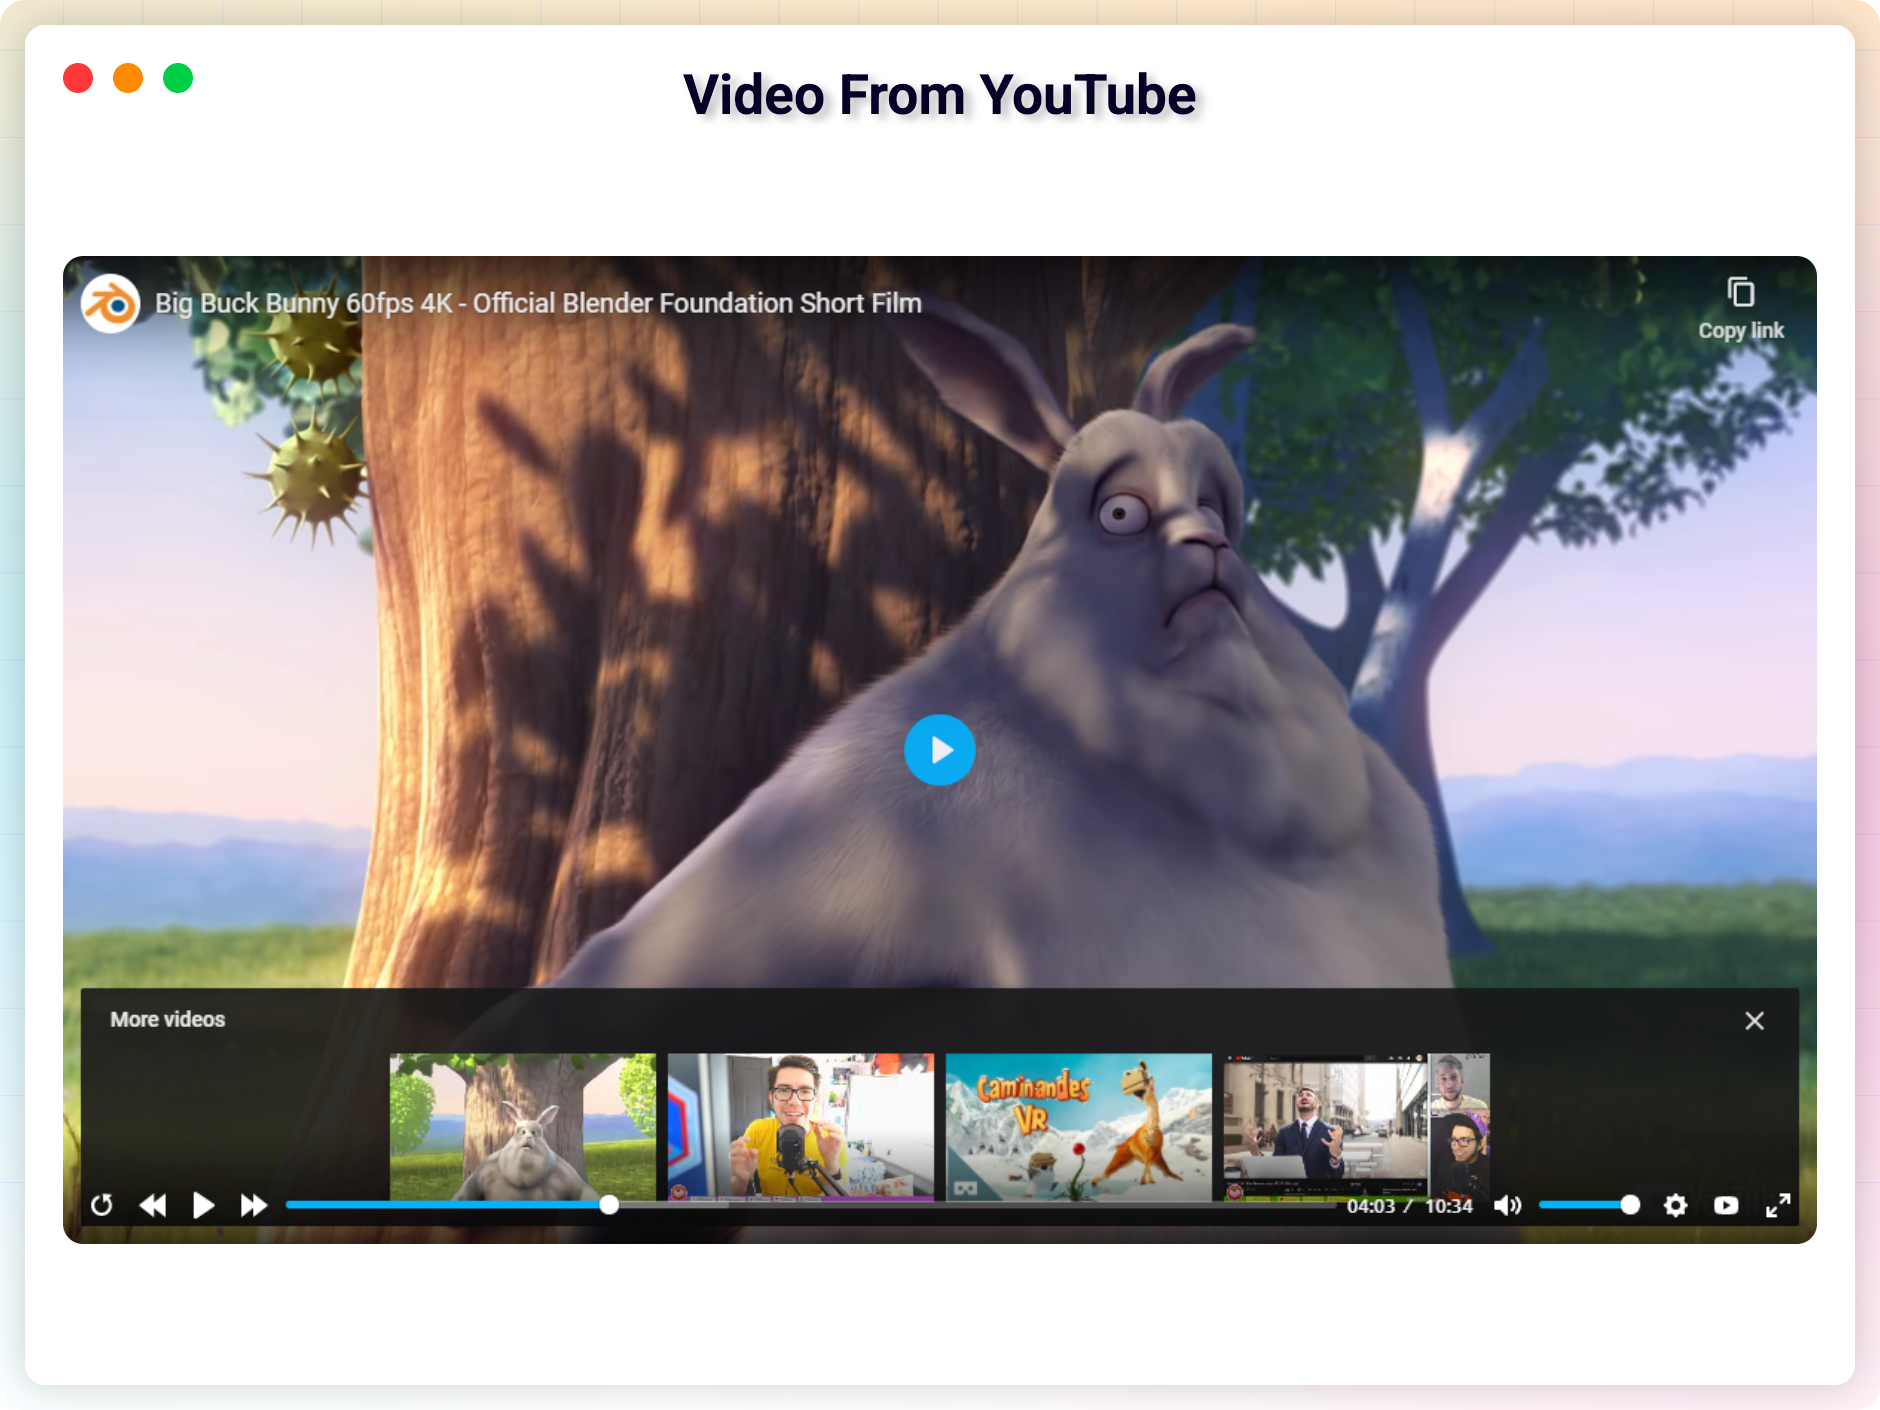 Video From YouTube
Big Buck Bunny 60fps 4K - Official Blender Foundation Short Film
Copy link
More videos
Caminandes
VR
04:03 / 10:34